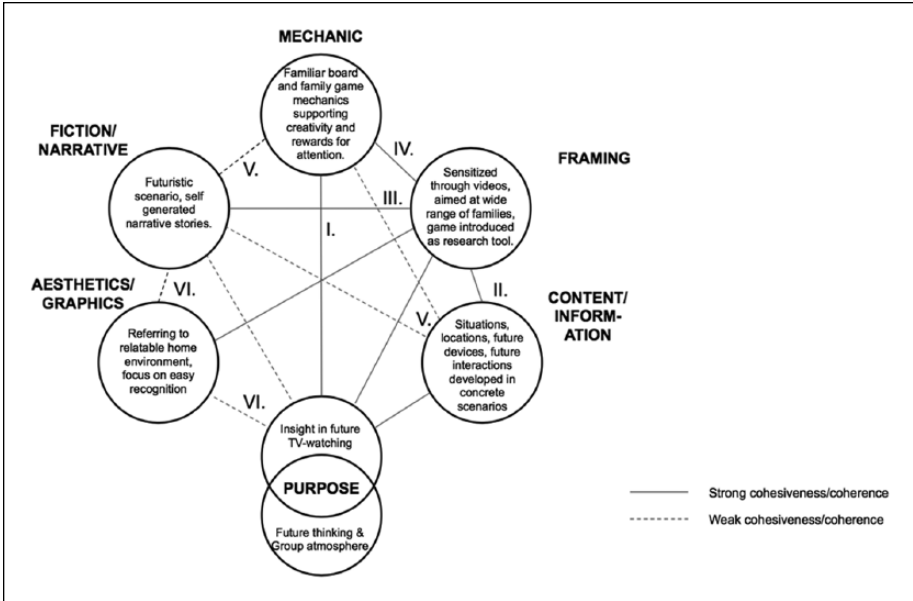 MECHANIC
Familiar board
and family game
mechanics
supporting
creativity and
rewards for
attention.
FICTION/
NARRATIVE
V.
IV.
FRAMING
Futuristic
scenario, self
generated
narrative stories.
III.
Sensitized
through videos,
aimed at wide
range of families,
game introduced
as research tool.
I.
AESTHETICS/
GRAPHICS
VI.
II.
CONTENT/
INFORM-
ATION
Referring to
relatable home
environment,
focus on easy
recognition
V.
Situations,
locations, future
devices, future
interactions
developed in
concrete
scenarios
VI.
Insight in future
TV-watching
PURPOSE
Future thinking &
Group atmosphere
Strong cohesiveness/coherence
Weak cohesiveness/coherence